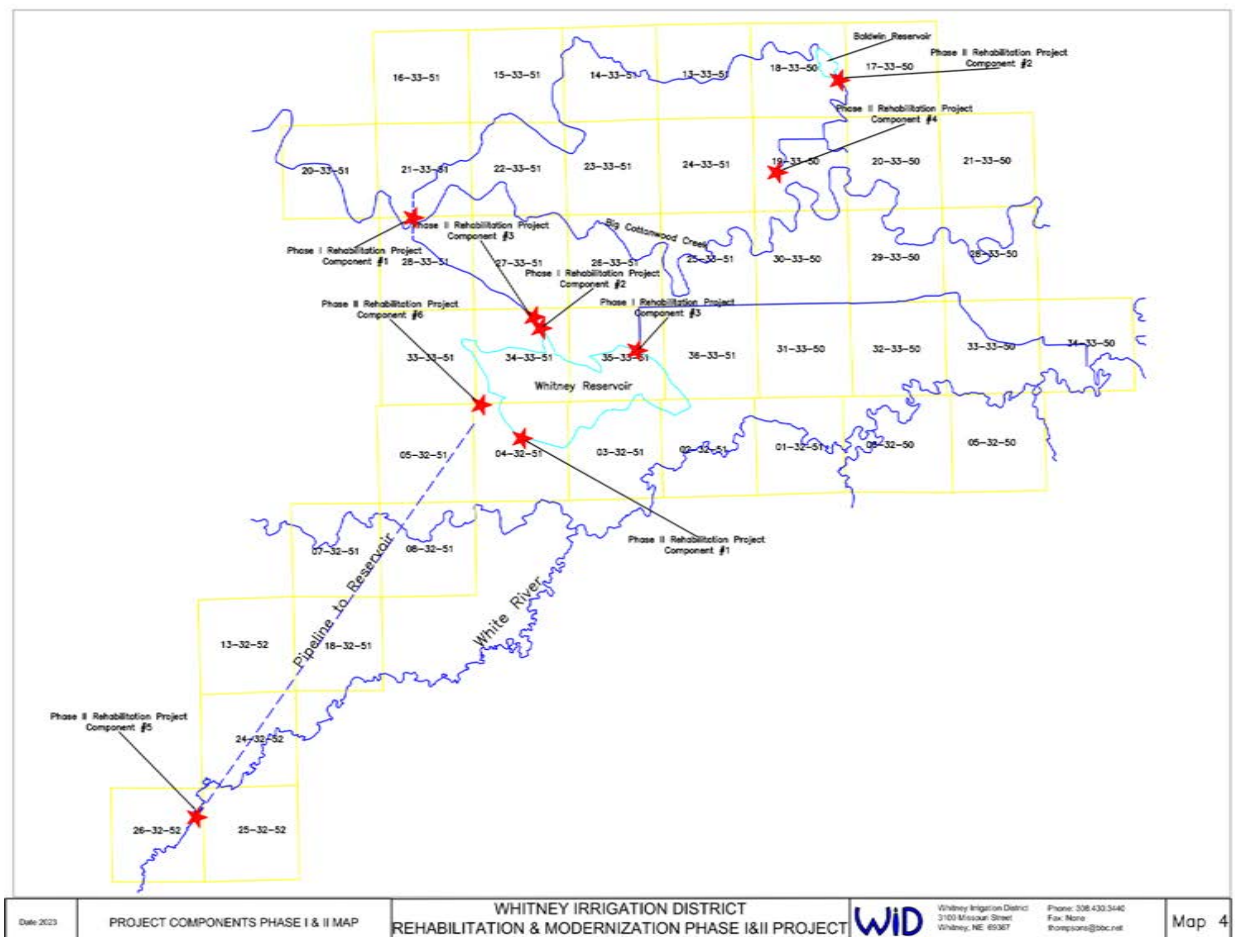 Baldwin Reservoir
Phase II Rehabilitation Project
Component #2
16-33-51
15-33-51
14-33-51
13-33-51
18-33-50
17-33-50
Phase II Rehabilitation Project
Component #4
20-33-51
21-33-51
22-33-51
23-33-51
24-33-51
19-33-50
20-33-50
21-33-50
Phase II Rehabilitation Project
Component #3
Big Cottonwood Creek
Phase I Rehabilitation Project
Component #1
28-33-51
27-33-51
26-33-51
25-33-51
30-33-50
29-33-50
28-33-50
Phase I Rehabilitation Project
Component #2
Phase II Rehabilitation Project
Component #6
Phase I Rehabilitation Project
Component #3
33-33-51
34-33-51
35-33-51
36-33-51
31-33-50
32-33-50
33-33-50
34-33-50
Whitney Reservoir
05-32-51
04-32-51
03-32-51
02-32-51
01-32-51
06-32-50
05-32-50
Phase II Rehabilitation Project
Component #1
07-32-51
08-32-51
Pipeline to Reservoir
White River
13-32-52
18-32-51
Phase II Rehabilitation Project
Component #5
24-32-52
26-32-52
25-32-52
Date:2023
PROJECT COMPONENTS PHASE I & II MAP
WHITNEY IRRIGATION DISTRICT
REHABILITATION & MODERNIZATION PHASE I&II PROJECT
WiD
Whitney Irrigation District
3100 Missouri Street
Whitney, NE 69367
Phone: 308.430.3440
Fax: None
thompsons@bbc.net
Map 4